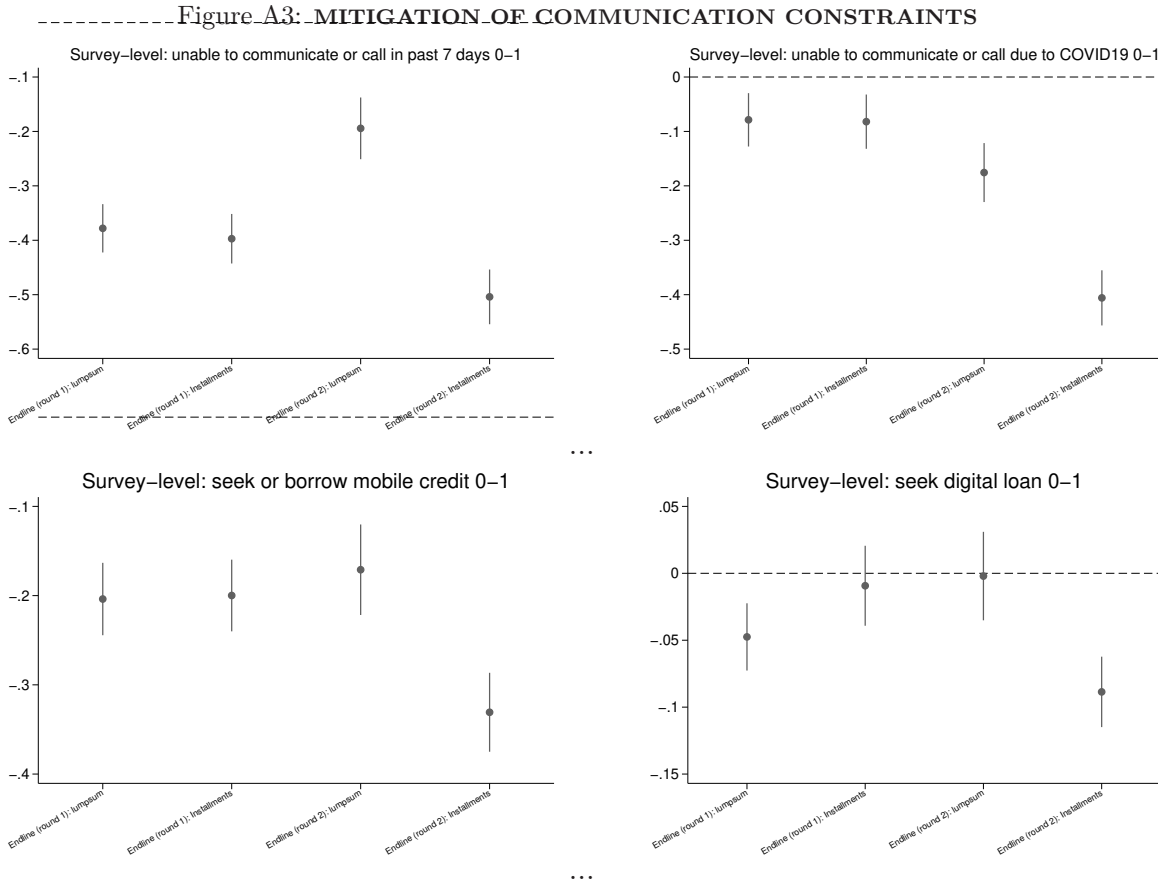 Figure A3: MITIGATION OF COMMUNICATION CONSTRAINTS
Survey−level: unable to communicate or call in past 7 days 0−1
−.1
−.2
−.3
−.4
−.5
−.6
Endline (round 1): lumpsum
Endline (round 1): Installments
Endline (round 2): lumpsum
Endline (round 2): Installments
Survey−level: unable to communicate or call due to COVID19 0−1
0
−.1
−.2
−.3
−.4
−.5
Endline (round 1): lumpsum
Endline (round 1): Installments
Endline (round 2): lumpsum
Endline (round 2): Installments
...
Survey−level: seek or borrow mobile credit 0−1
−.1
−.2
−.3
−.4
Endline (round 1): lumpsum
Endline (round 1): Installments
Endline (round 2): lumpsum
Endline (round 2): Installments
Survey−level: seek digital loan 0−1
.05
0
−.05
−.1
−.15
Endline (round 1): lumpsum
Endline (round 1): Installments
Endline (round 2): lumpsum
Endline (round 2): Installments
...